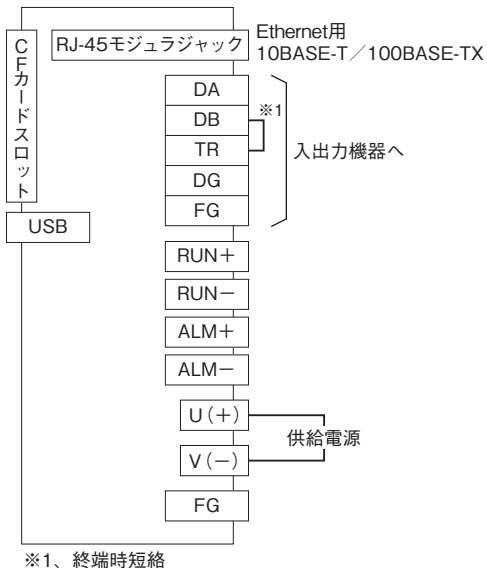 CFカードスロット
RJ-45モジュラジャック
Ethernet用
10BASE-T／100BASE-TX
DA
DB
※1
TR
DG
FG
入出力機器へ
USB
RUN＋
RUN−
ALM＋
ALM−
U（＋）
供給電源
V（−）
FG
※1、終端時短絡